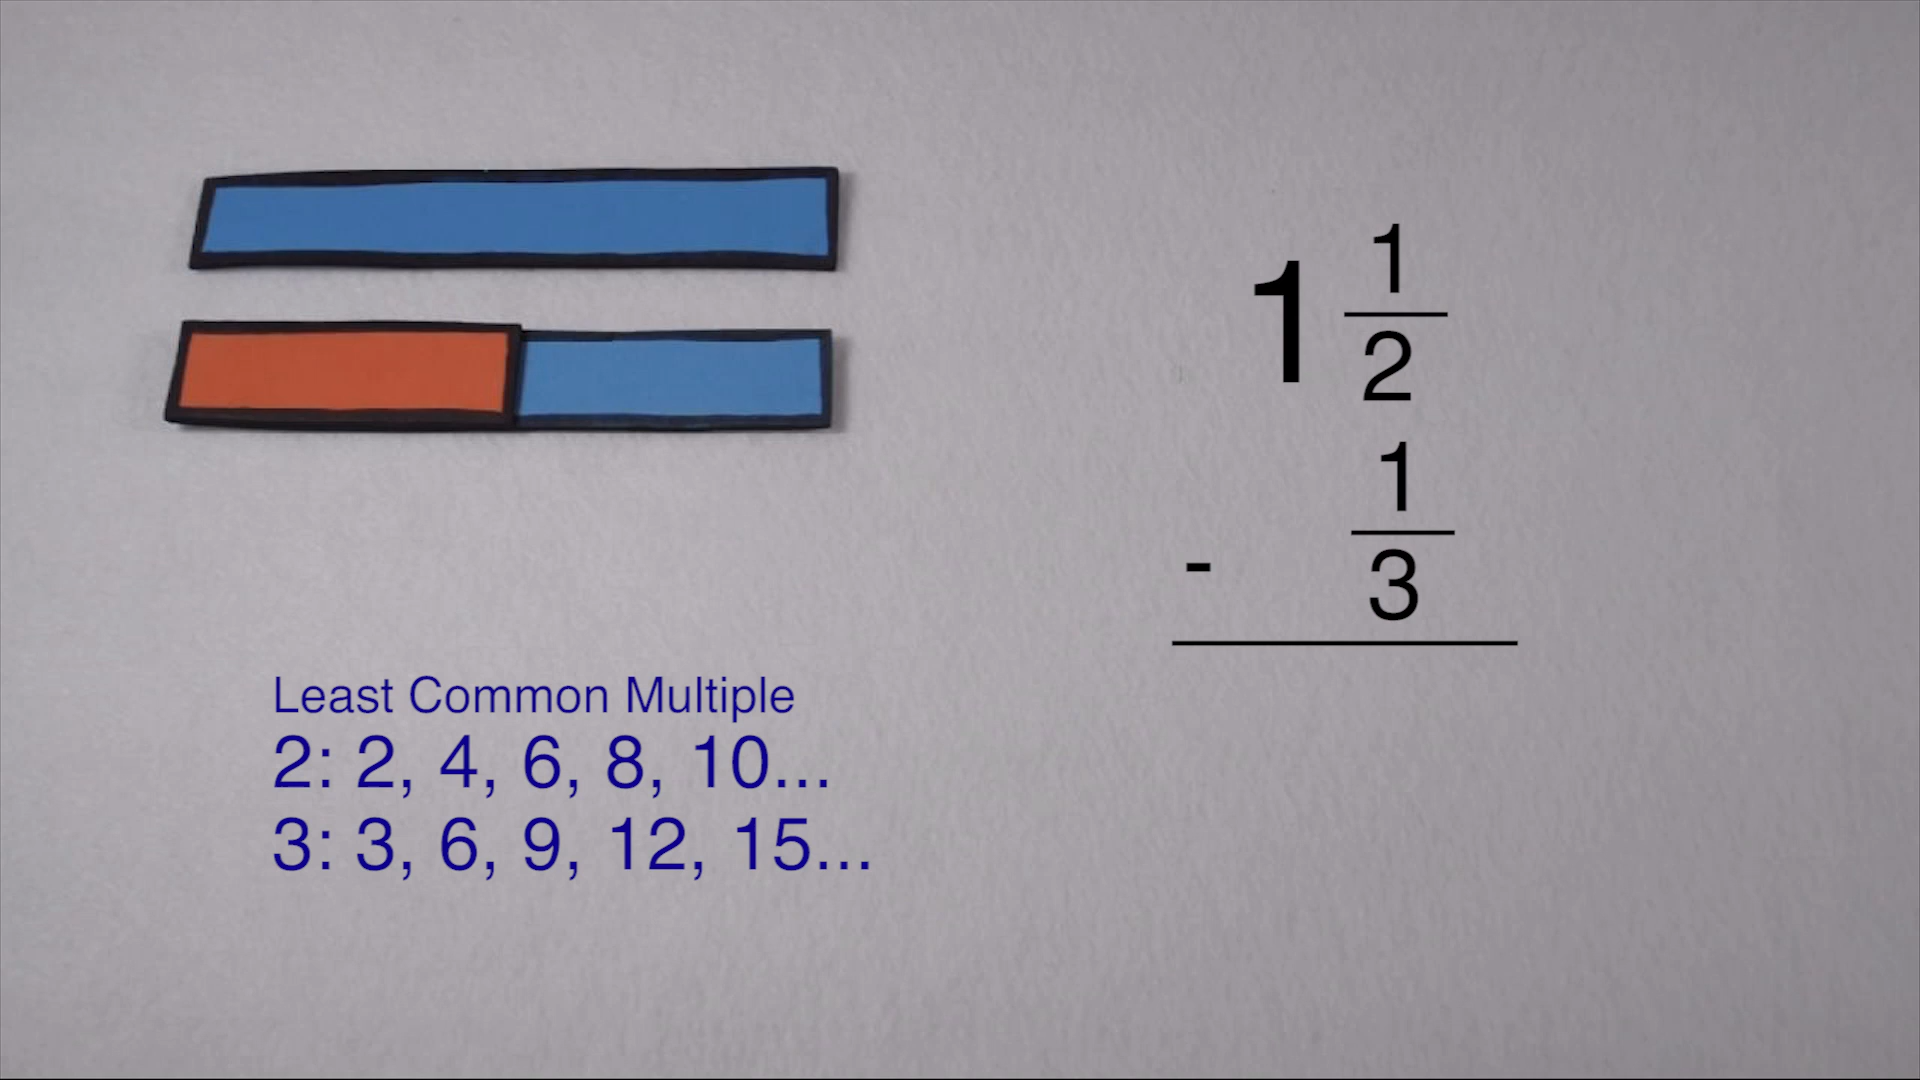 1 1/2
- 1/3
Least Common Multiple
2: 2, 4, 6, 8, 10...
3: 3, 6, 9, 12, 15...